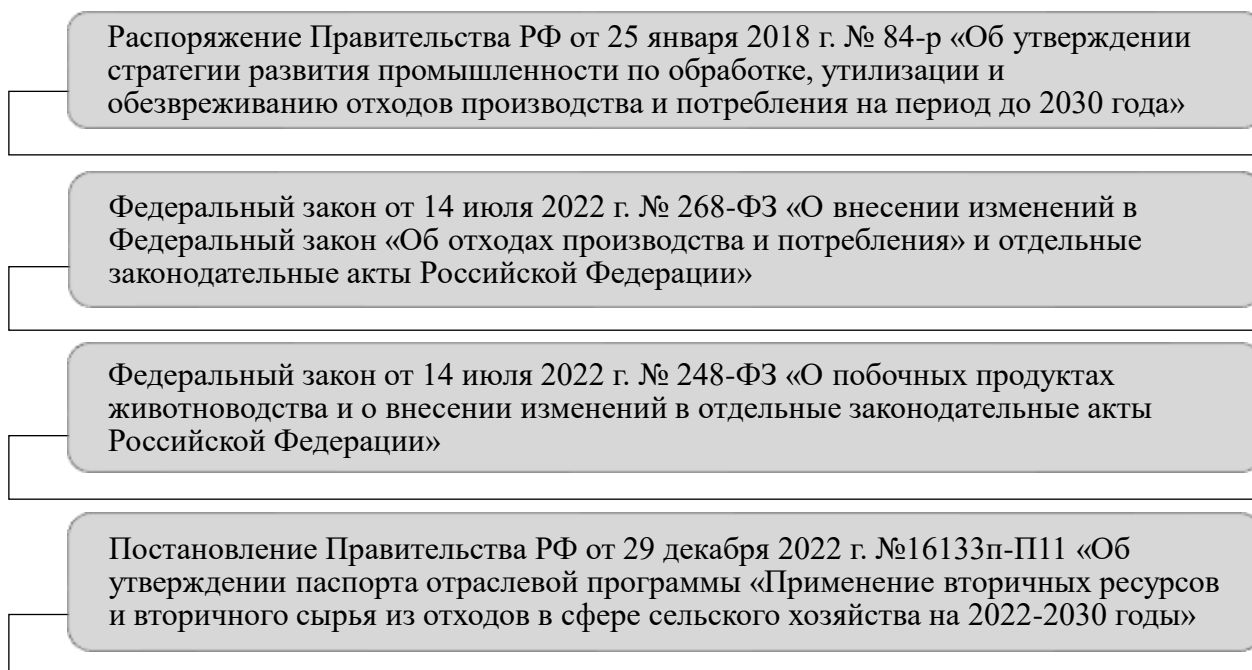 Распоряжение Правительства РФ от 25 января 2018 г. № 84-р «Об утверждении
стратегии развития промышленности по обработке, утилизации и
обезвреживанию отходов производства и потребления на период до 2030 года»
Федеральный закон от 14 июля 2022 г. № 268-ФЗ «О внесении изменений в
Федеральный закон «Об отходах производства и потребления» и отдельные
законодательные акты Российской Федерации»
Федеральный закон от 14 июля 2022 г. № 248-ФЗ «О побочных продуктах
животноводства и о внесении изменений в отдельные законодательные акты
Российской Федерации»
Постановление Правительства РФ от 29 декабря 2022 г. №16133п-П11 «Об
утверждении паспорта отраслевой программы «Применение вторичных ресурсов
и вторичного сырья из отходов в сфере сельского хозяйства на 2022-2030 годы»